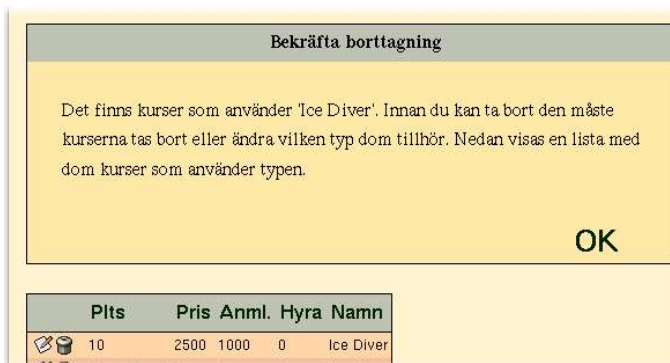 Bekräfta borttagning
Det finns kurser som använder 'Ice Diver'. Innan du kan ta bort den måste
kurserna tas bort eller ändra vilken typ dom tillhör. Nedan visas en lista med
dom kurser som använder typen.
OK
Plts Pris Anml. Hyra Namn
10 2500 1000 0 Ice Diver